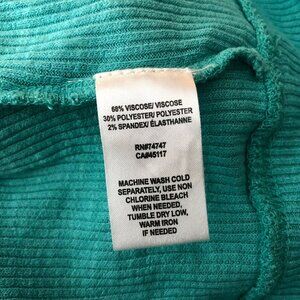 68% VISCOSE/ VISCOSE
30% POLYESTER/ POLYESTER
2% SPANDEX/ ÉLASTHANNE
RN#74747
CA#45117
MACHINE WASH COLD
SEPARATELY, USE NON
CHLORINE BLEACH
WHEN NEEDED,
TUMBLE DRY LOW,
WARM IRON
IF NEEDED